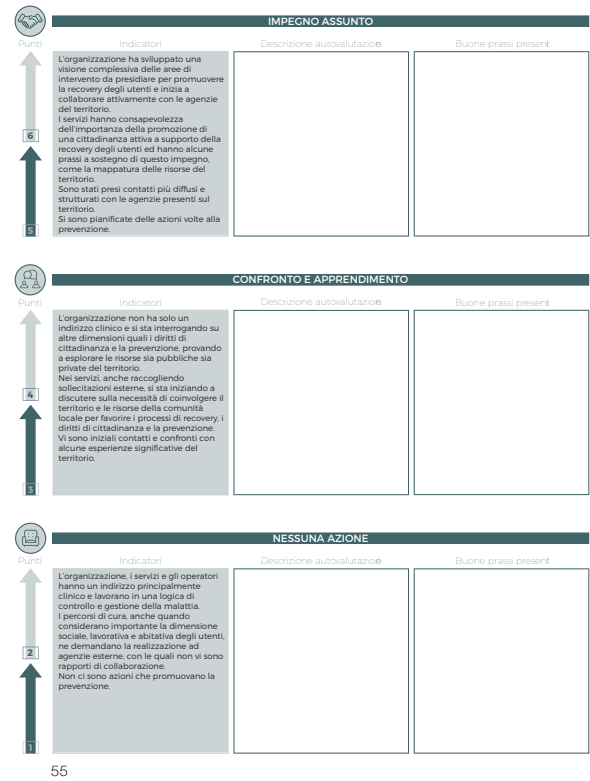 IMPEGNO ASSUNTO
Punti
Indicatori
Descrizione autovalutazione
Buone prassi present
L'organizzazione ha sviluppato una
visione complessiva delle aree di
intervento da presidiare per promuovere
la recovery degli utenti e inizia a
collaborare attivamente con le agenzie
del territorio.
I servizi hanno consapevolezza
dell'importanza della promozione di
una cittadinanza attiva a supporto della
recovery degli utenti ed hanno alcune
prassi a sostegno di questo impegno,
come la mappatura delle risorse del
territorio.
Sono stati presi contatti più diffusi e
strutturati con le agenzie presenti sul
territorio.
Si sono pianificate delle azioni volte alla
prevenzione.
6
5
CONFRONTO E APPRENDIMENTO
Punti
Indicatori
Descrizione autovalutazione
Buone prassi present
L'organizzazione non ha solo un
indirizzo clinico e si sta interrogando su
altre dimensioni quali i diritti di
cittadinanza e la prevenzione, provando
a esplorare le risorse sia pubbliche sia
private del territorio.
Nei servizi, anche raccogliendo
sollecitazioni esterne, si sta iniziando a
discutere sulla necessità di coinvolgere il
territorio e le risorse della comunità
locale per favorire i processi di recovery, i
diritti di cittadinanza e la prevenzione.
Vi sono iniziali contatti e confronti con
alcune esperienze significative del
territorio.
4
3
NESSUNA AZIONE
Punti
Indicatori
Descrizione autovalutazione
Buone prassi present
L'organizzazione, i servizi e gli operatori
hanno un indirizzo principalmente
clinico e lavorano in una logica di
controllo e gestione della malattia.
I percorsi di cura, anche quando
considerano importante la dimensione
sociale, lavorativa e abitativa degli utenti,
ne demandano la realizzazione ad
agenzie esterne, con le quali non vi sono
rapporti di collaborazione.
Non ci sono azioni che promuovano la
prevenzione.
2
1
55